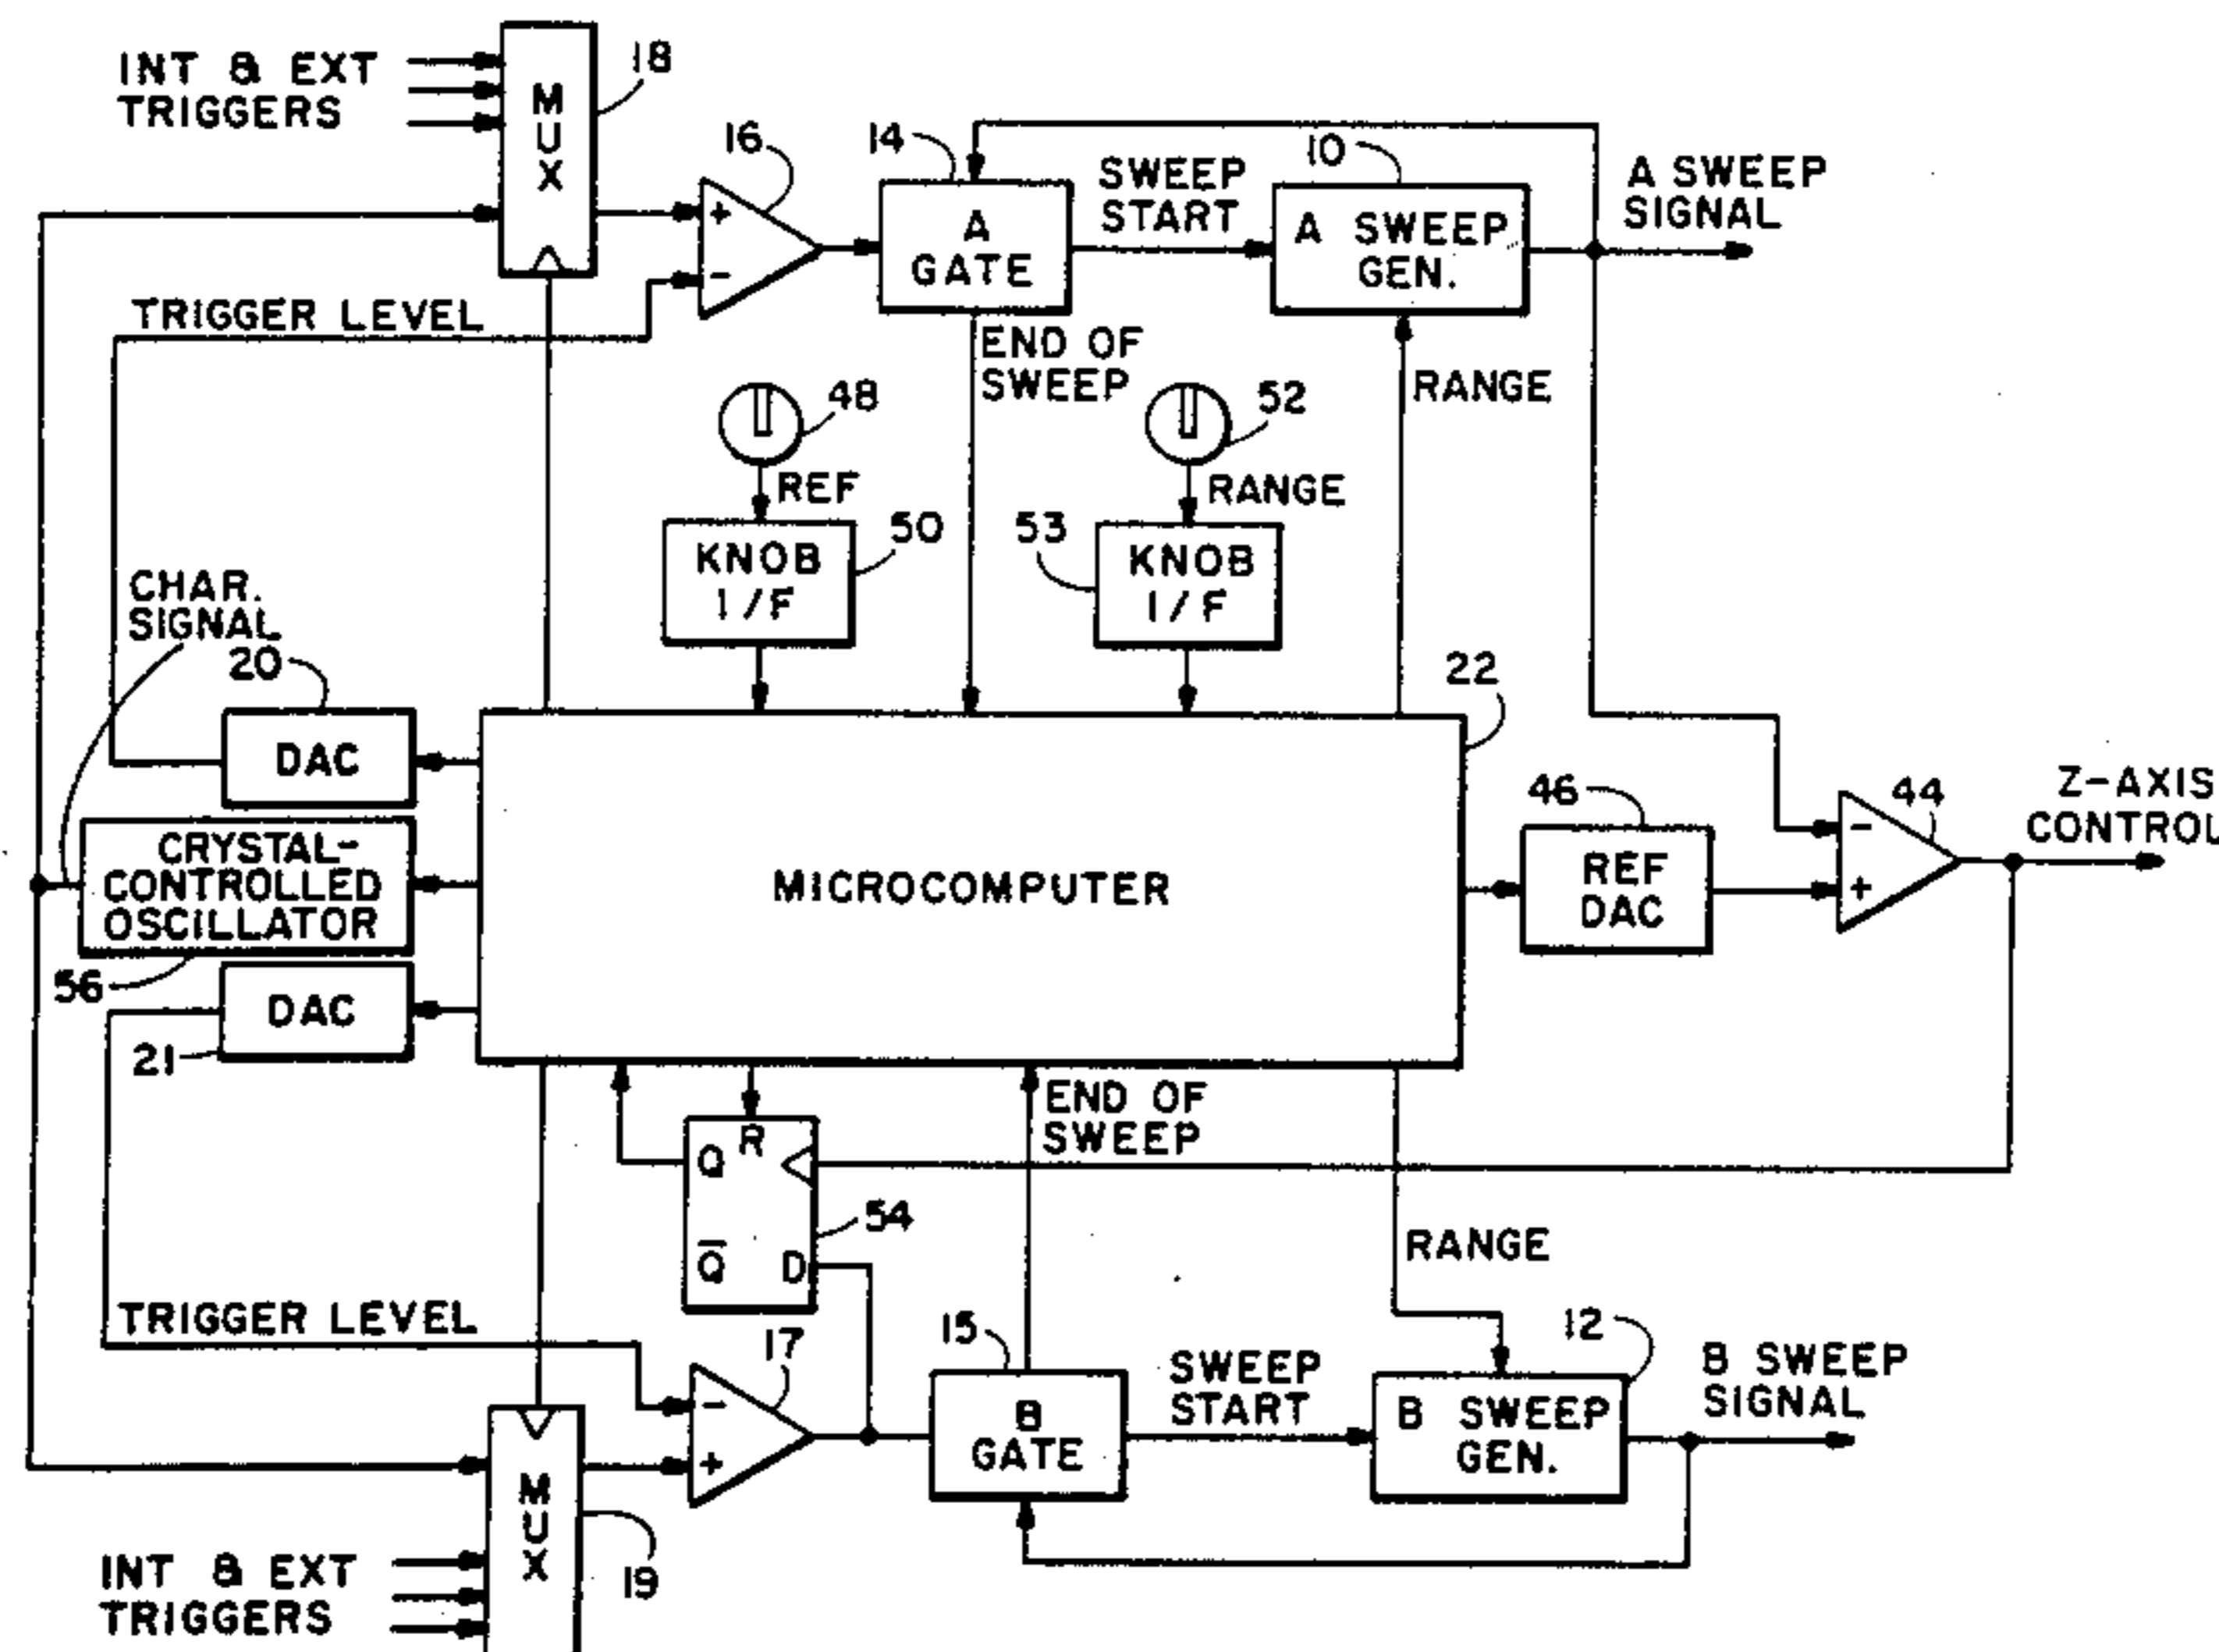 INT & EXT
TRIGGERS
MUX
18
16
+
-
14
A
GATE
SWEEP
START
10
A SWEEP
GEN.
A SWEEP
SIGNAL
TRIGGER LEVEL
END OF
SWEEP
RANGE
48
REF
KNOB
I/F
50
52
RANGE
53
KNOB
I/F
CHAR.
SIGNAL
20
DAC
CRYSTAL-
CONTROLLED
OSCILLATOR
56
DAC
21
MICROCOMPUTER
22
46
REF
DAC
-
+
44
Z-AXIS
CONTROL
END OF
SWEEP
Q
R
Q̅
D
54
RANGE
TRIGGER LEVEL
17
-
+
15
B
GATE
SWEEP
START
12
B SWEEP
GEN.
B SWEEP
SIGNAL
MUX
19
INT & EXT
TRIGGERS